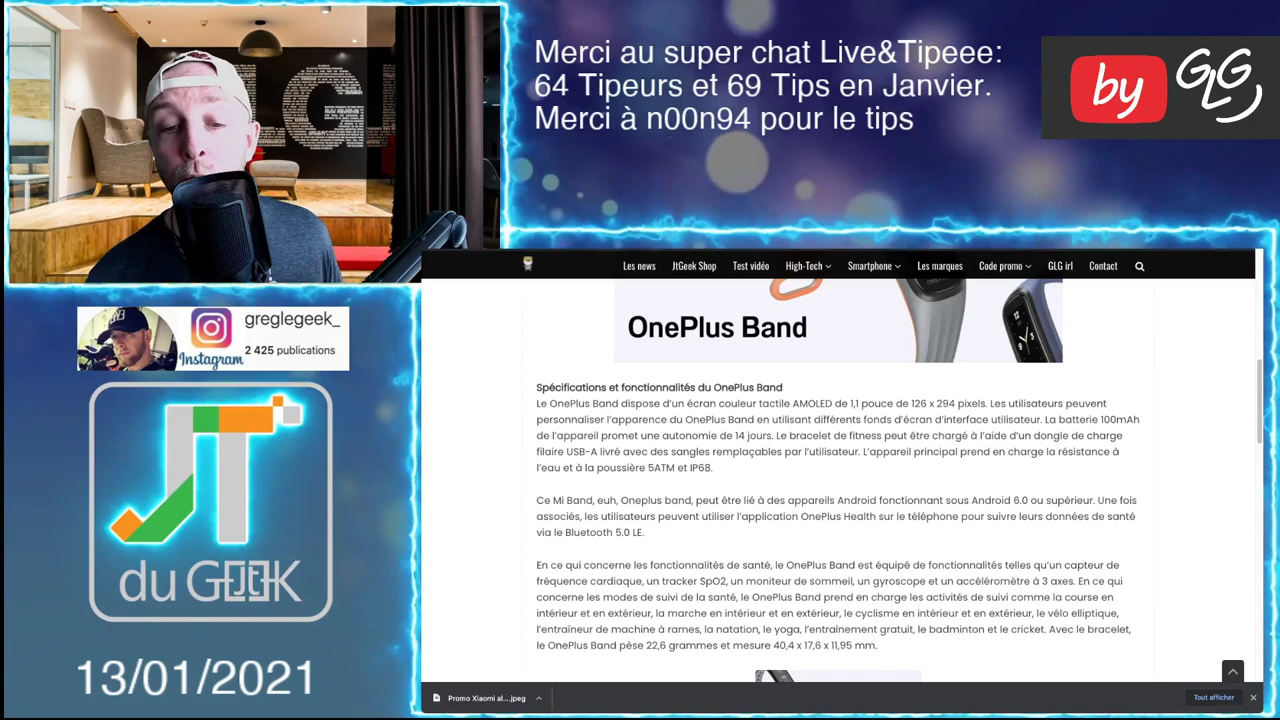 Merci au super chat Live&Tipeee:
64 Tipeurs et 69 Tips en Janvier.
Merci à n00n94 pour le tips
by GLG
greglegeek_
2 425 publications
Instagram
JT
du GEEK
13/01/2021
Les news JtGeek Shop Test vidéo High-Tech Smartphone Les marques Code promo GLG irl Contact
OnePlus Band
Spécifications et fonctionnalités du OnePlus Band
Le OnePlus Band dispose d'un écran couleur tactile AMOLED de 1,1 pouce de 126 x 294 pixels. Les utilisateurs peuvent
personnaliser l'apparence du OnePlus Band en utilisant différents fonds d'écran d'interface utilisateur. La batterie 100mAh
de l'appareil promet une autonomie de 14 jours. Le bracelet de fitness peut être chargé à l'aide d'un dongle de charge
filaire USB-A livré avec des sangles remplaçables par l'utilisateur. L'appareil principal prend en charge la résistance à
l'eau et à la poussière 5ATM et IP68.
Ce Mi Band, euh, Oneplus band, peut être lié à des appareils Android fonctionnant sous Android 6.0 ou supérieur. Une fois
associés, les utilisateurs peuvent utiliser l'application OnePlus Health sur le téléphone pour suivre leurs données de santé
via le Bluetooth 5.0 LE.
En ce qui concerne les fonctionnalités de santé, le OnePlus Band est équipé de fonctionnalités telles qu'un capteur de
fréquence cardiaque, un tracker SpO2, un moniteur de sommeil, un gyroscope et un accéléromètre à 3 axes. En ce qui
concerne les modes de suivi de la santé, le OnePlus Band prend en charge les activités de suivi comme la course en
intérieur et en extérieur, la marche en intérieur et en extérieur, le cyclisme en intérieur et en extérieur, le vélo elliptique,
l'entraîneur de machine à rames, la natation, le yoga, l'entraînement gratuit, le badminton et le cricket. Avec le bracelet,
le OnePlus Band pèse 22,6 grammes et mesure 40,4 x 17,6 x 11,95 mm.
Promo Xiaomi al....jpeg
Tout afficher